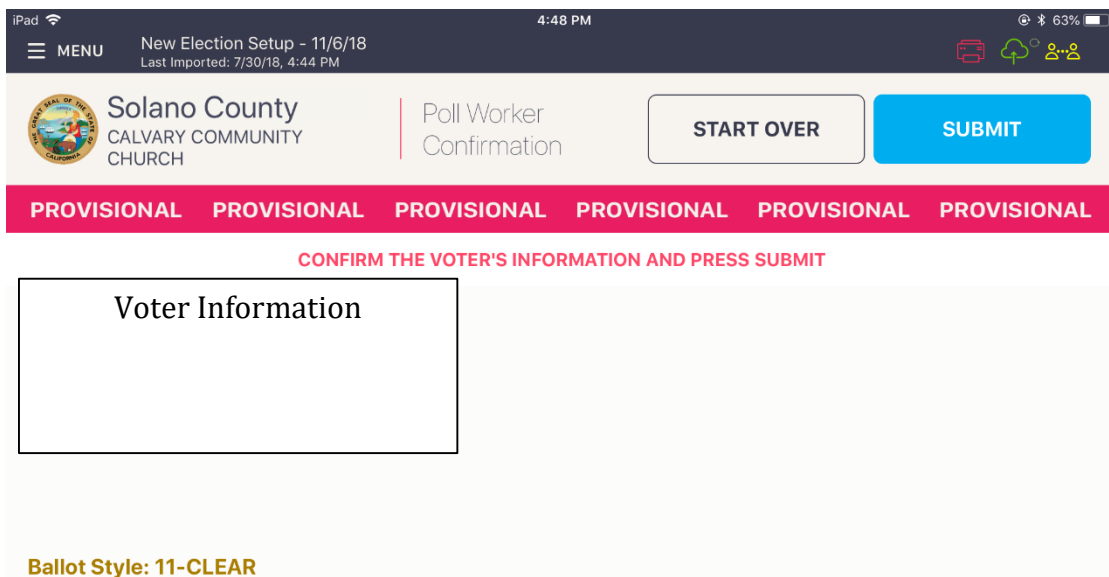 iPad 4:48 PM 63%
MENU New Election Setup - 11/6/18
Last Imported: 7/30/18, 4:44 PM
Solano County
CALVARY COMMUNITY
CHURCH
Poll Worker
Confirmation
START OVER
SUBMIT
PROVISIONAL PROVISIONAL PROVISIONAL PROVISIONAL PROVISIONAL PROVISIONAL
CONFIRM THE VOTER'S INFORMATION AND PRESS SUBMIT
Voter Information
Ballot Style: 11-CLEAR